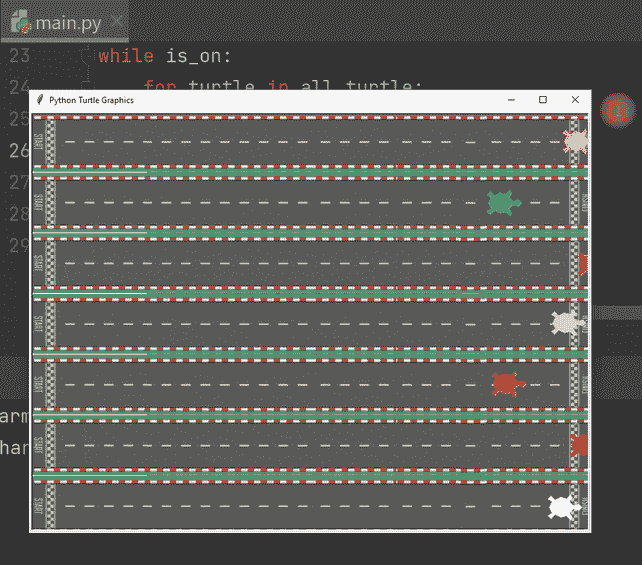 main.py
23 while is_on:
24 for turtle in all_turtle:
Python Turtle Graphics
25
26
27
28
29
START
START
START
START
START
START
START
arm
har